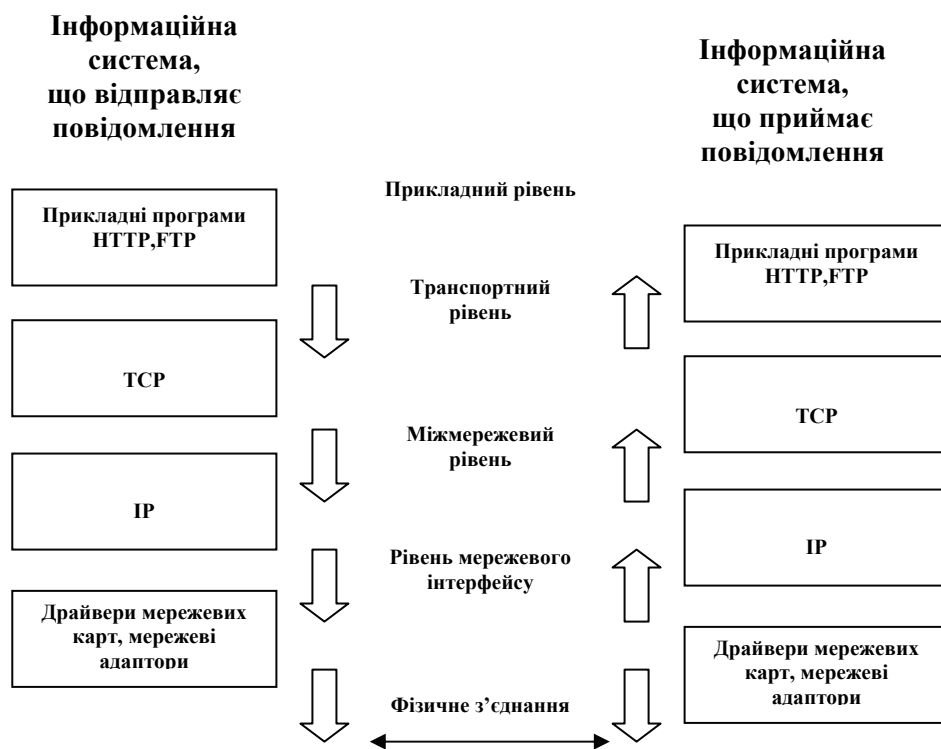 Інформаційна
система,
що відправляє
повідомлення
Інформаційна
система,
що приймає
повідомлення
Прикладний рівень
Прикладні програми
HTTP,FTP
Прикладні програми
HTTP,FTP
Транспортний
рівень
TCP
TCP
Міжмережевий
рівень
IP
IP
Рівень мережевого
інтерфейсу
Драйвери мережевих
карт, мережеві
адаптори
Драйвери мережевих
карт, мережеві
адаптори
Фізичне з’єднання